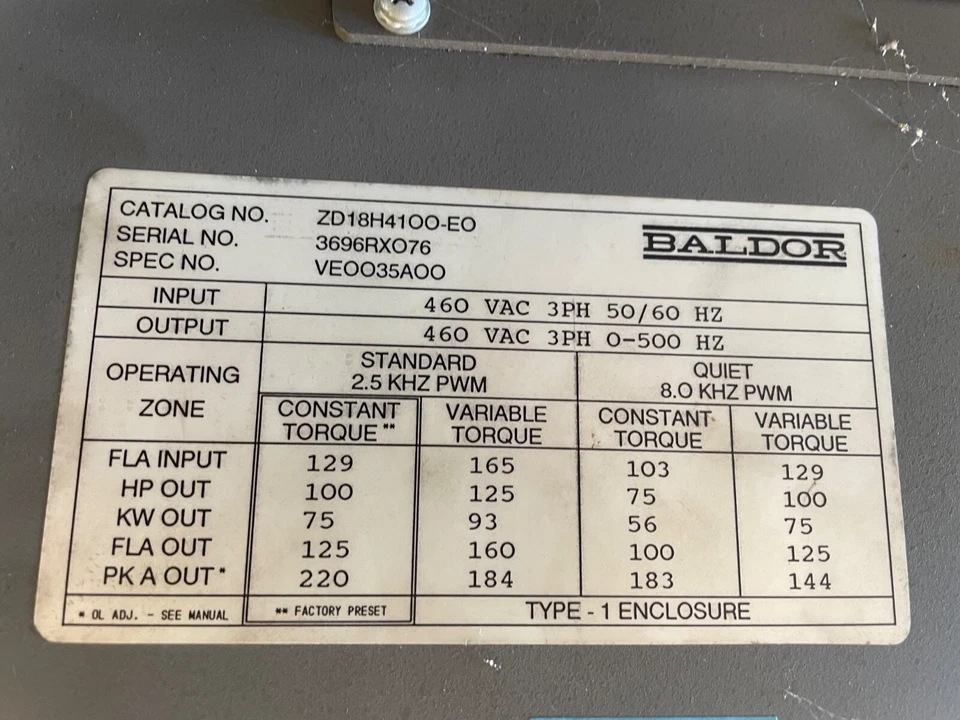 CATALOG NO. ZD18H4100-EO
SERIAL NO. 3696RX076
SPEC NO. VE0035A00
BALDOR
INPUT 460 VAC 3PH 50/60 HZ
OUTPUT 460 VAC 3PH 0-500 HZ
OPERATING ZONE
STANDARD
2.5 KHZ PWM
QUIET
8.0 KHZ PWM
CONSTANT TORQUE**
VARIABLE TORQUE
CONSTANT TORQUE
VARIABLE TORQUE
FLA INPUT 129 165 103 129
HP OUT 100 125 75 100
KW OUT 75 93 56 75
FLA OUT 125 160 100 125
PK A OUT* 220 184 183 144
* OL ADJ. - SEE MANUAL ** FACTORY PRESET TYPE - 1 ENCLOSURE